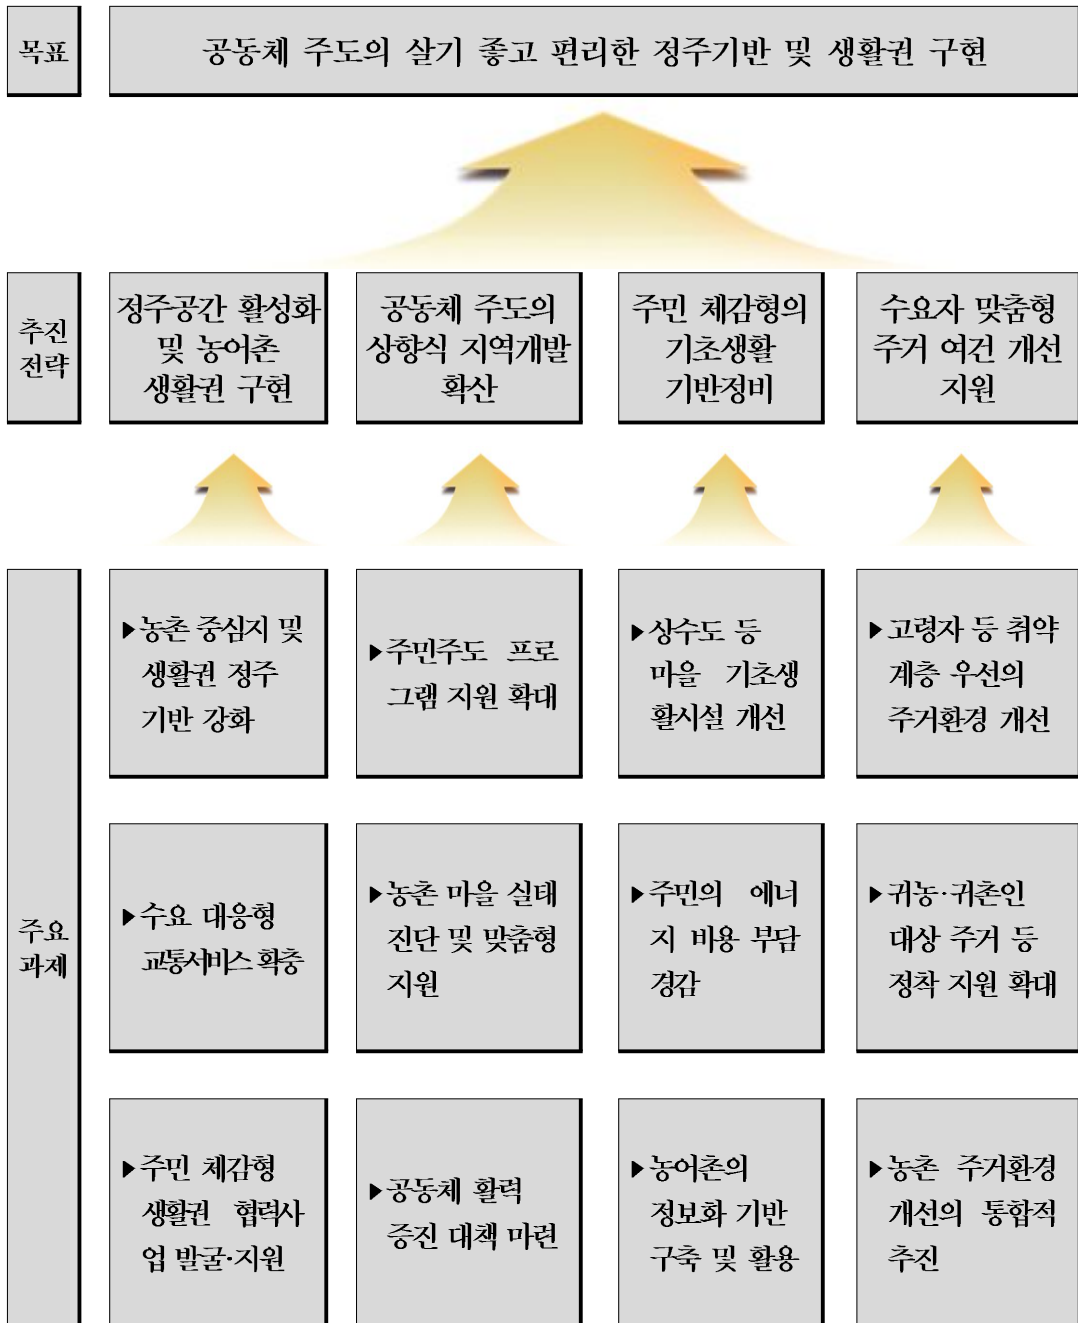 목표
공동체 주도의 살기 좋고 편리한 정주기반 및 생활권 구현
추진
전략
정주공간 활성화
및 농어촌
생활권 구현
공동체 주도의
상향식 지역개발
확산
주민 체감형의
기초생활
기반정비
수요자 맞춤형
주거 여건 개선
지원
주요
과제
▶농촌 중심지 및
생활권 정주
기반 강화
▶주민주도 프로
그램 지원 확대
▶상수도 등
마을 기초생
활시설 개선
▶고령자 등 취약
계층 우선의
주거환경 개선
▶수요 대응형
교통서비스 확충
▶농촌 마을 실태
진단 및 맞춤형
지원
▶주민의 에너
지 비용 부담
경감
▶귀농·귀촌인
대상 주거 등
정착 지원 확대
▶주민 체감형
생활권 협력사
업 발굴·지원
▶공동체 활력
증진 대책 마련
▶농어촌의
정보화 기반
구축 및 활용
▶농촌 주거환경
개선의 통합적
추진